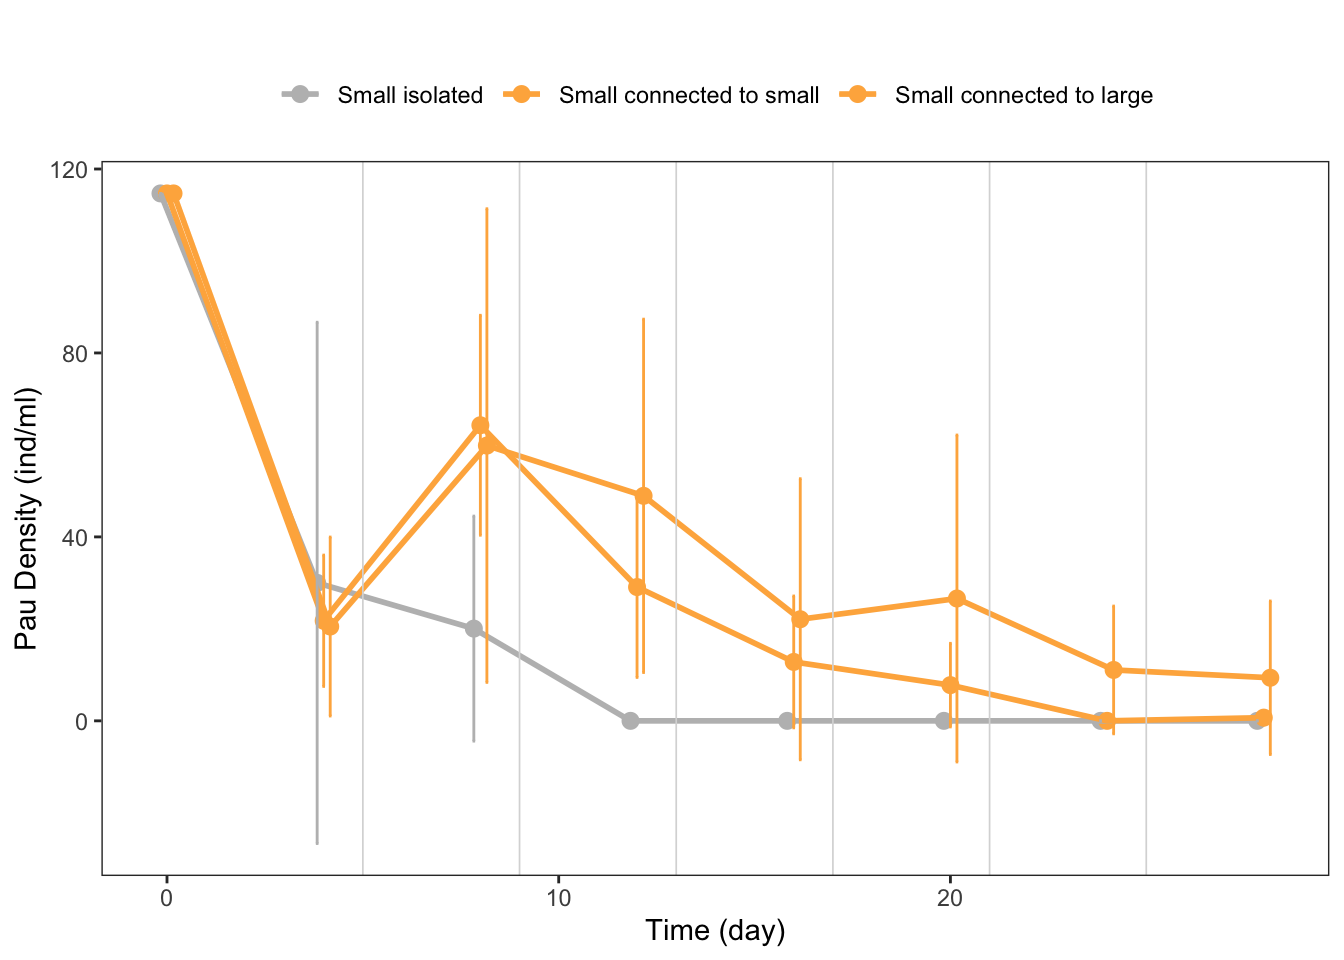 Small isolated Small connected to small Small connected to large
120
80
40
0
Pau Density (ind/ml)
0 10 20
Time (day)